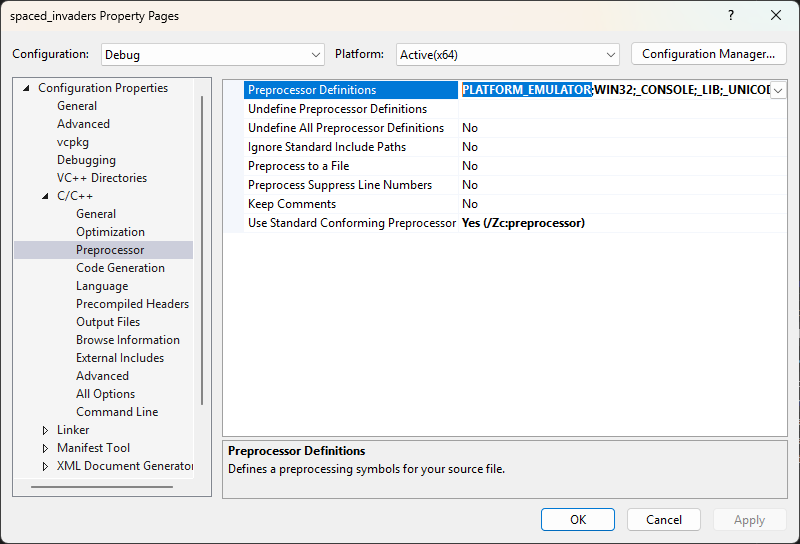 spaced_invaders Property Pages
Configuration: Debug Platform: Active(x64) Configuration Manager...
Configuration Properties
General
Advanced
vcpkg
Debugging
VC++ Directories
C/C++
General
Optimization
Preprocessor
Code Generation
Language
Precompiled Headers
Output Files
Browse Information
External Includes
Advanced
All Options
Command Line
Linker
Manifest Tool
XML Document Generator
Preprocessor Definitions PLATFORM_EMULATOR;WIN32;_CONSOLE;_LIB;_UNICOD
Undefine Preprocessor Definitions
Undefine All Preprocessor Definitions No
Ignore Standard Include Paths No
Preprocess to a File No
Preprocess Suppress Line Numbers No
Keep Comments No
Use Standard Conforming Preprocessor Yes (/Zc:preprocessor)
Preprocessor Definitions
Defines a preprocessing symbols for your source file.
OK Cancel Apply